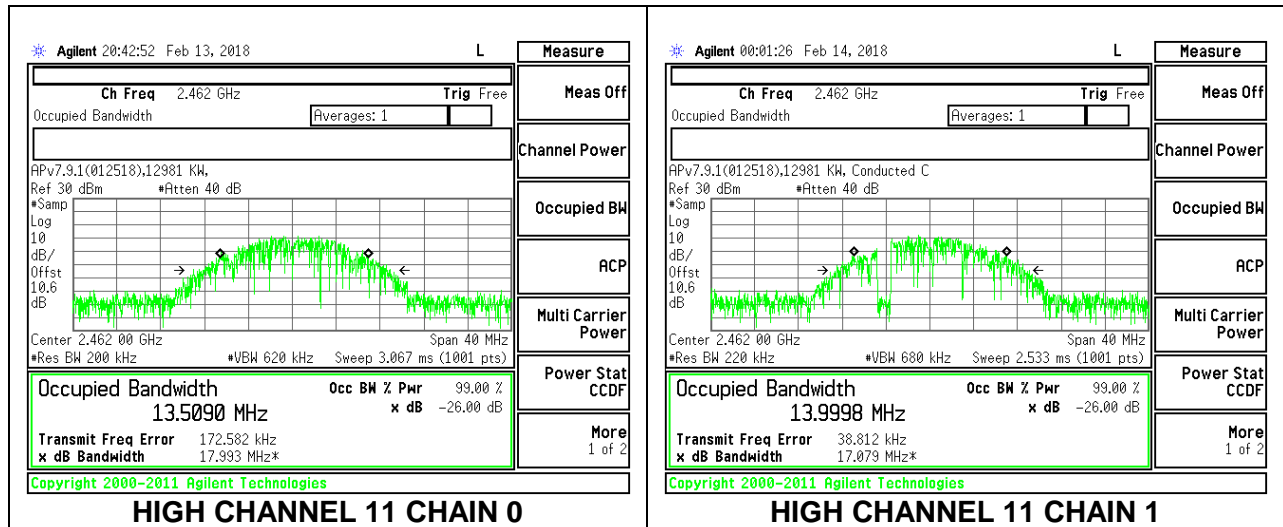 Agilent 20:42:52 Feb 13, 2018 L
Measure
Ch Freq 2.462 GHz Trig Free
Occupied Bandwidth Averages: 1
APv7.9.1(012518),12981 KW,
Ref 30 dBm #Atten 40 dB
#Samp
Log
10
dB/
Offst
10.6
dB
Center 2.462 00 GHz Span 40 MHz
#Res BW 200 kHz #VBW 620 kHz Sweep 3.067 ms (1001 pts)
Occupied Bandwidth Occ BW % Pwr 99.00 %
13.5090 MHz x dB -26.00 dB
Transmit Freq Error 172.582 kHz
x dB Bandwidth 17.993 MHz*
Copyright 2000-2011 Agilent Technologies
Meas Off
Channel Power
Occupied BW
ACP
Multi Carrier
Power
Power Stat
CCDF
More
1 of 2
HIGH CHANNEL 11 CHAIN 0
Agilent 00:01:26 Feb 14, 2018 L
Measure
Ch Freq 2.462 GHz Trig Free
Occupied Bandwidth Averages: 1
APv7.9.1(012518),12981 KW, Conducted C
Ref 30 dBm #Atten 40 dB
#Samp
Log
10
dB/
Offst
10.6
dB
Center 2.462 00 GHz Span 40 MHz
#Res BW 220 kHz #VBW 680 kHz Sweep 2.533 ms (1001 pts)
Occupied Bandwidth Occ BW % Pwr 99.00 %
13.9998 MHz x dB -26.00 dB
Transmit Freq Error 38.812 kHz
x dB Bandwidth 17.079 MHz*
Copyright 2000-2011 Agilent Technologies
Meas Off
Channel Power
Occupied BW
ACP
Multi Carrier
Power
Power Stat
CCDF
More
1 of 2
HIGH CHANNEL 11 CHAIN 1